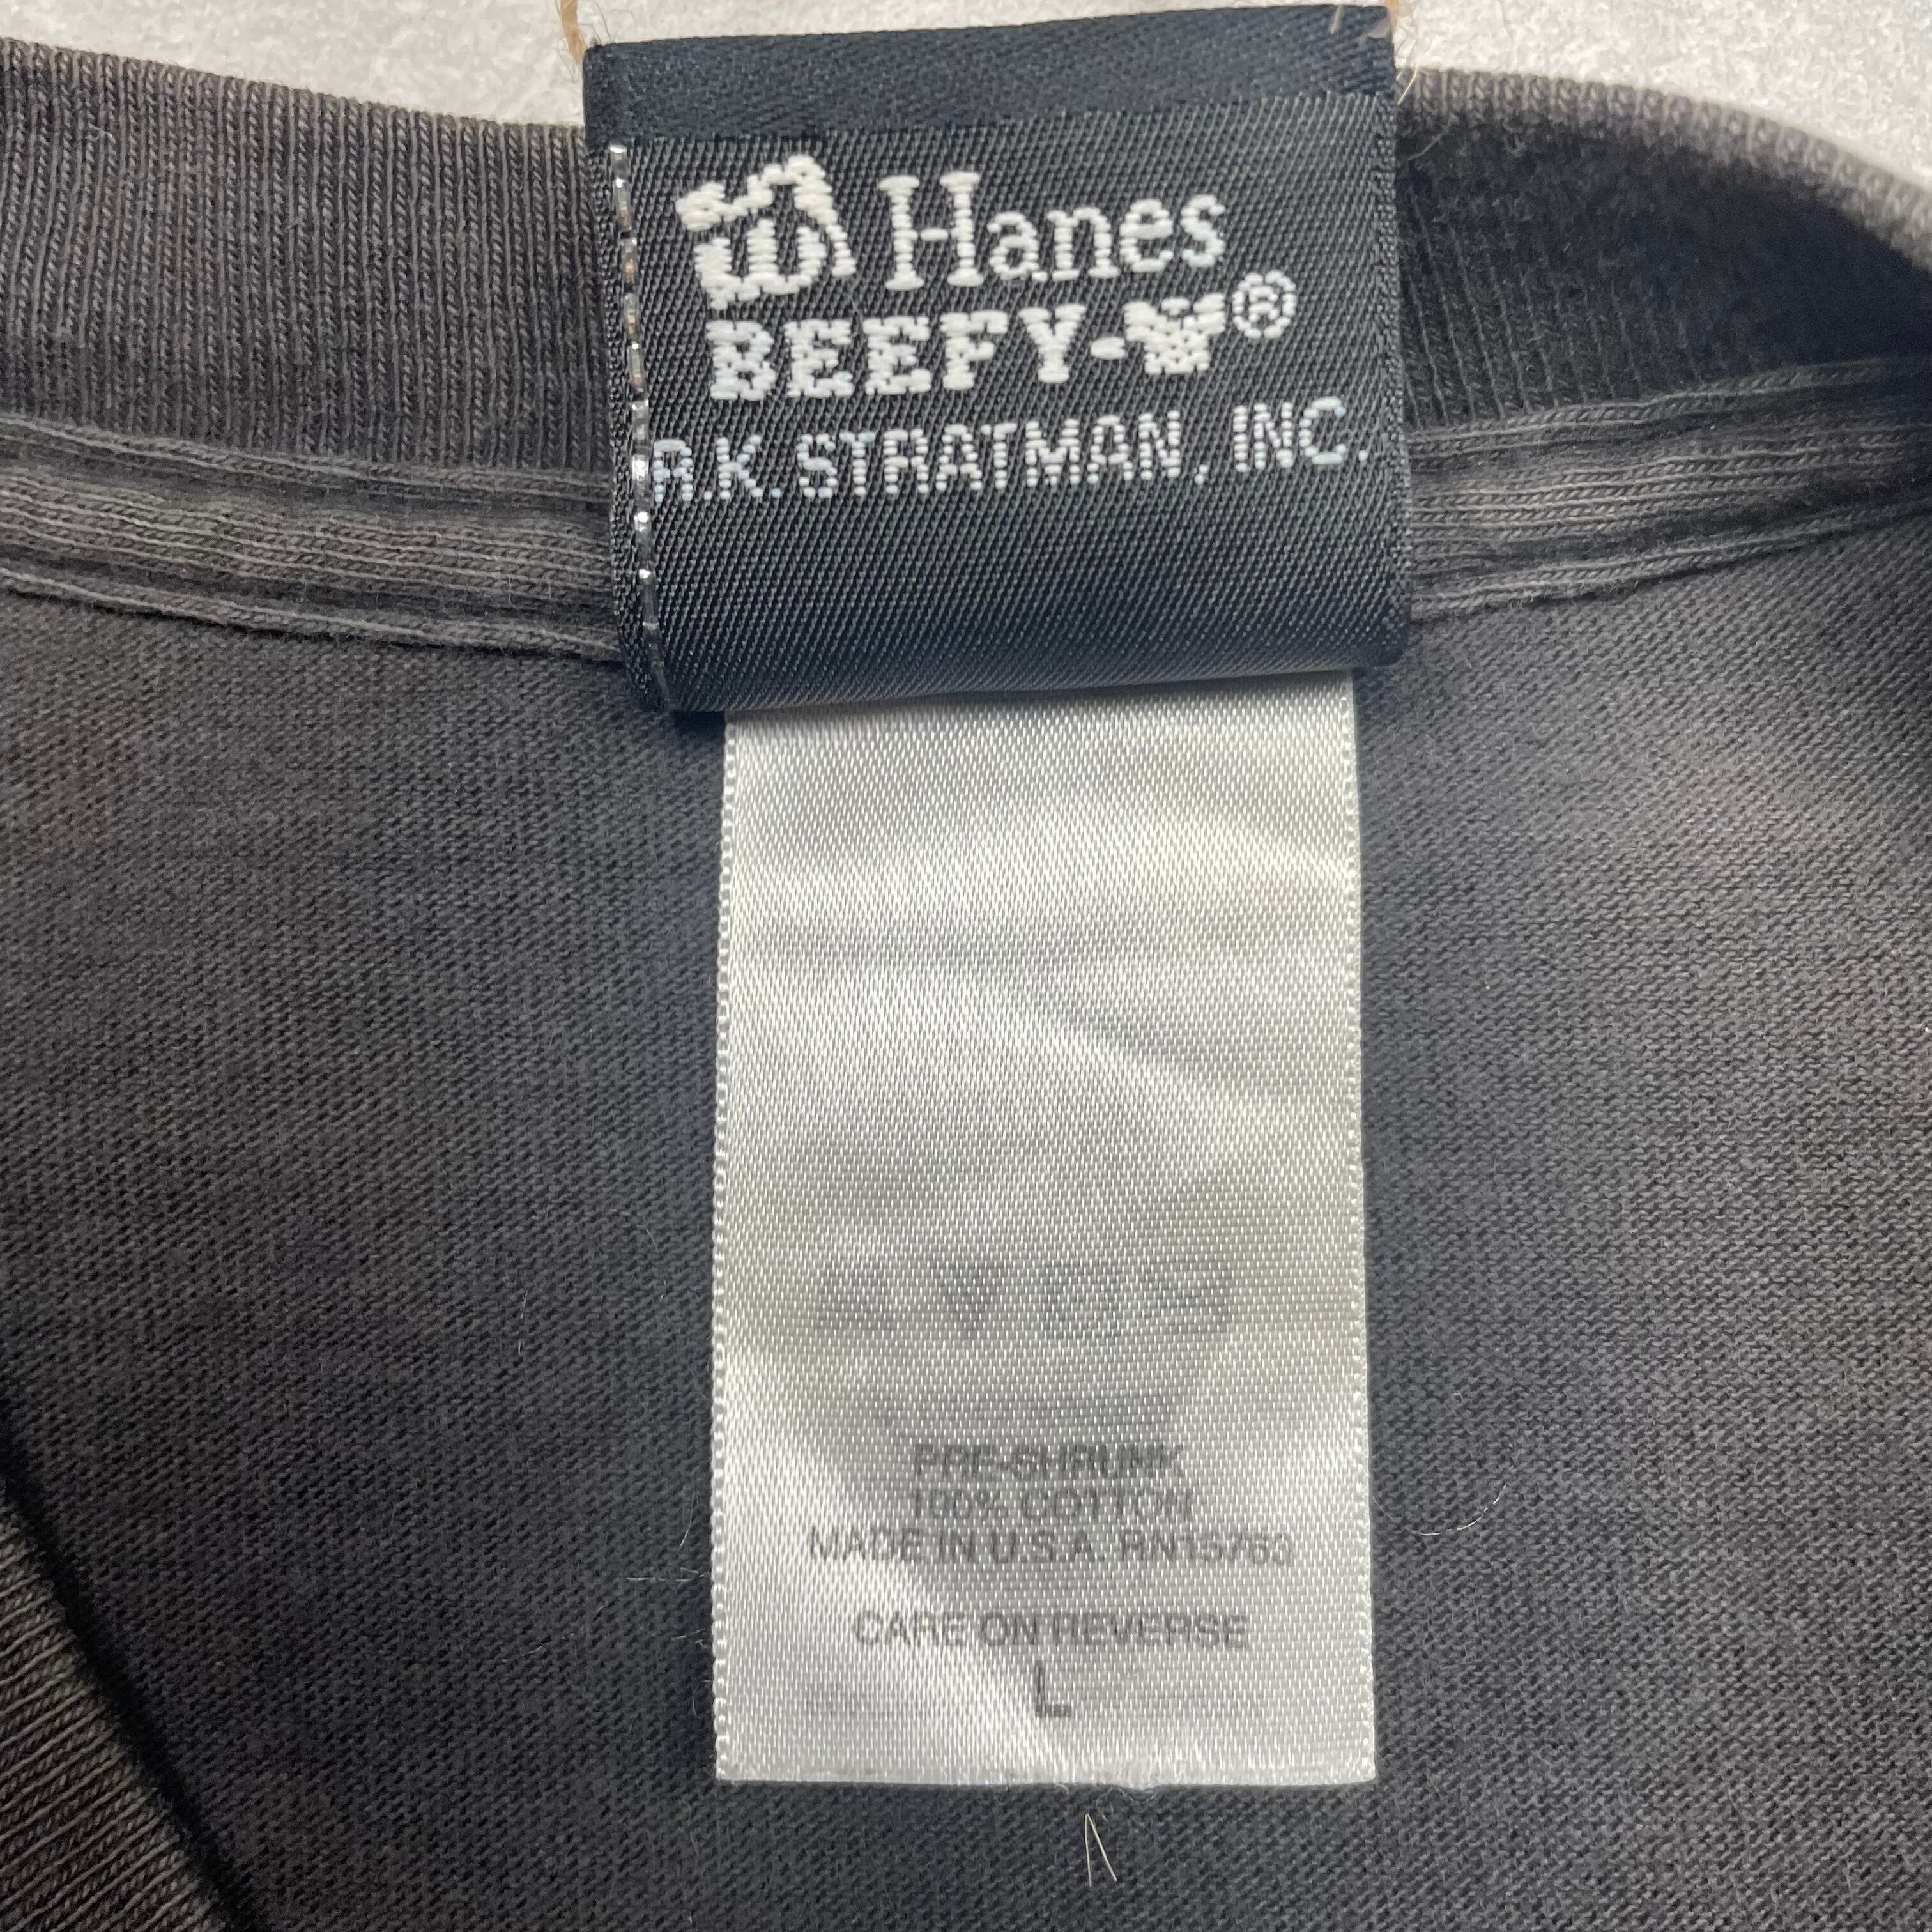 Hanes
BEEFY-T®
R.K. STRATMAN, INC.
PRE-SHRUNK
100% COTTON
MADE IN U.S.A. RN15763
CARE ON REVERSE
L